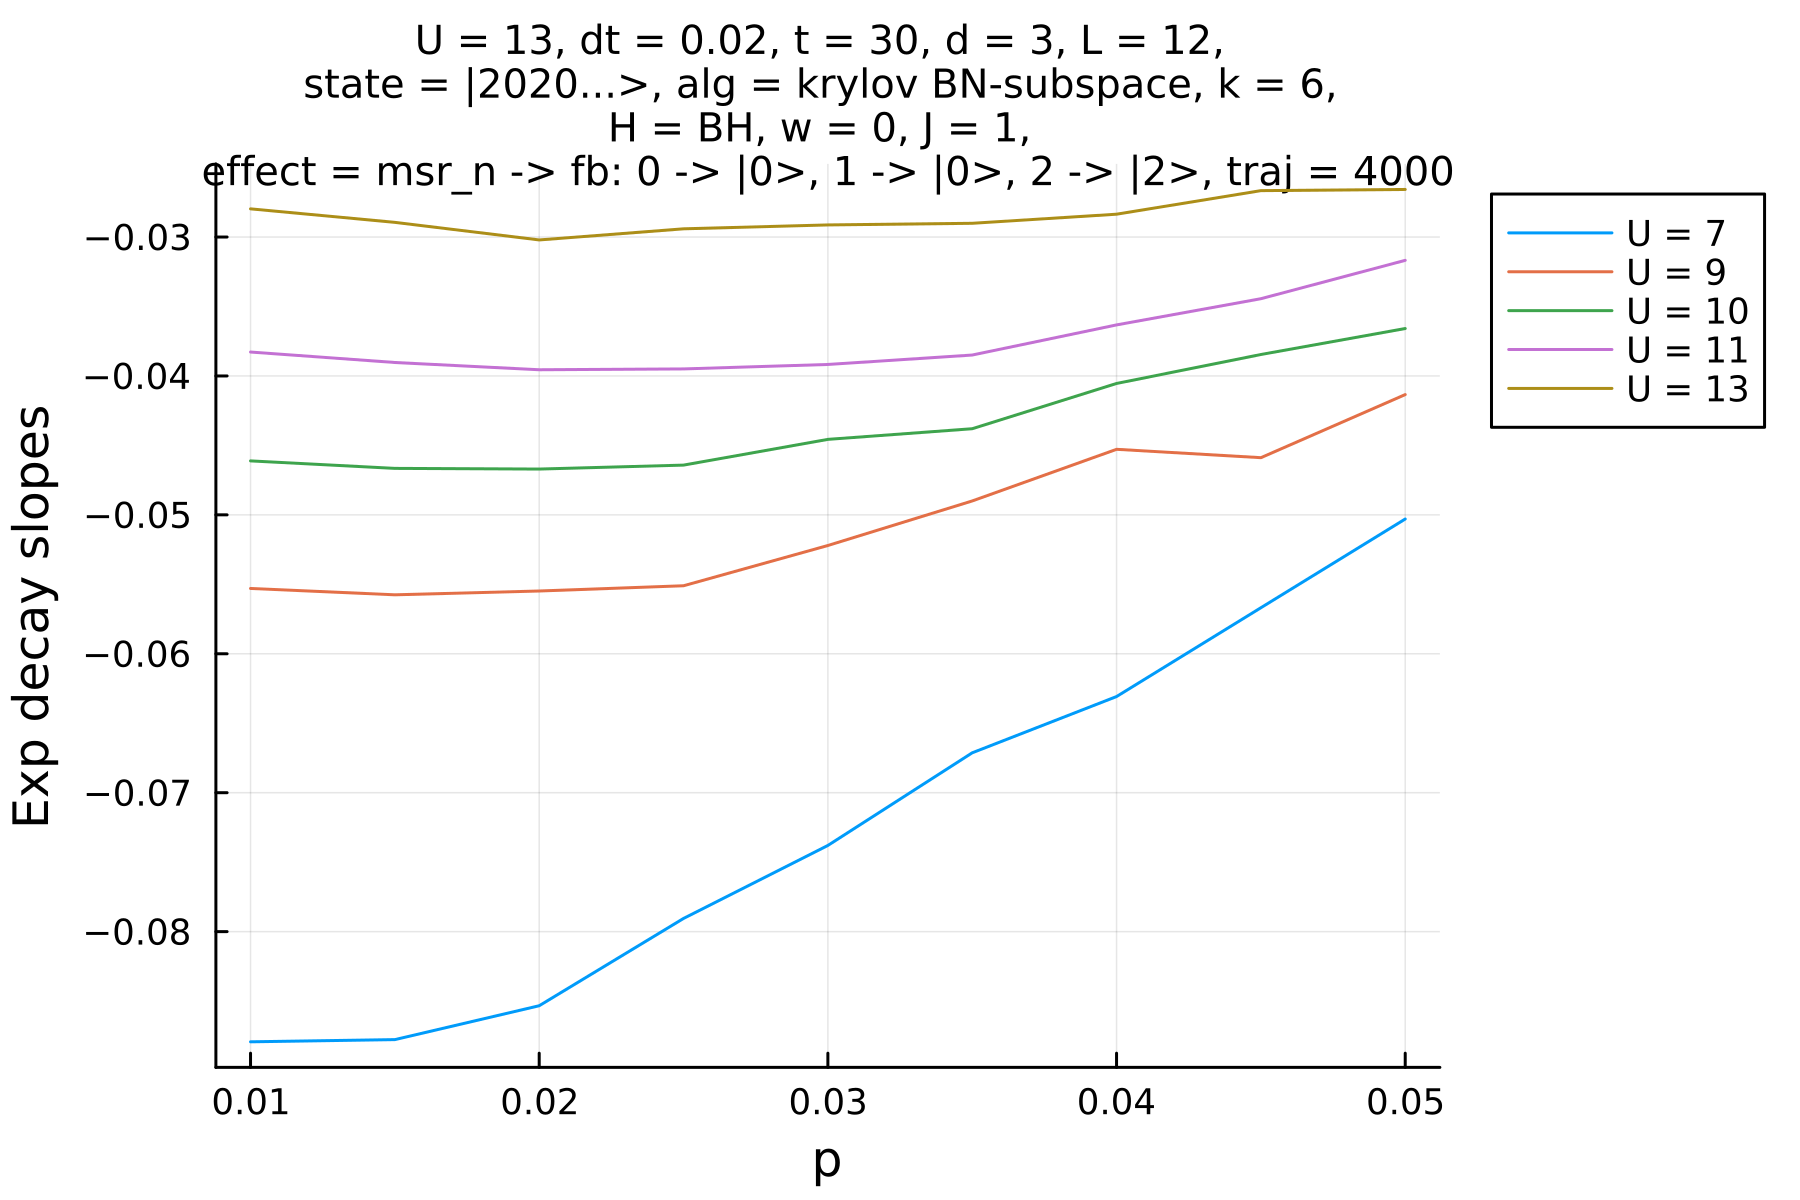 U = 13, dt = 0.02, t = 30, d = 3, L = 12,
state = |2020...>, alg = krylov BN-subspace, k = 6,
H = BH, w = 0, J = 1,
effect = msr_n -> fb: 0 -> |0>, 1 -> |0>, 2 -> |2>, traj = 4000
U = 7
U = 9
U = 10
U = 11
U = 13
Exp decay slopes
−0.03
−0.04
−0.05
−0.06
−0.07
−0.08
0.01 0.02 0.03 0.04 0.05
p